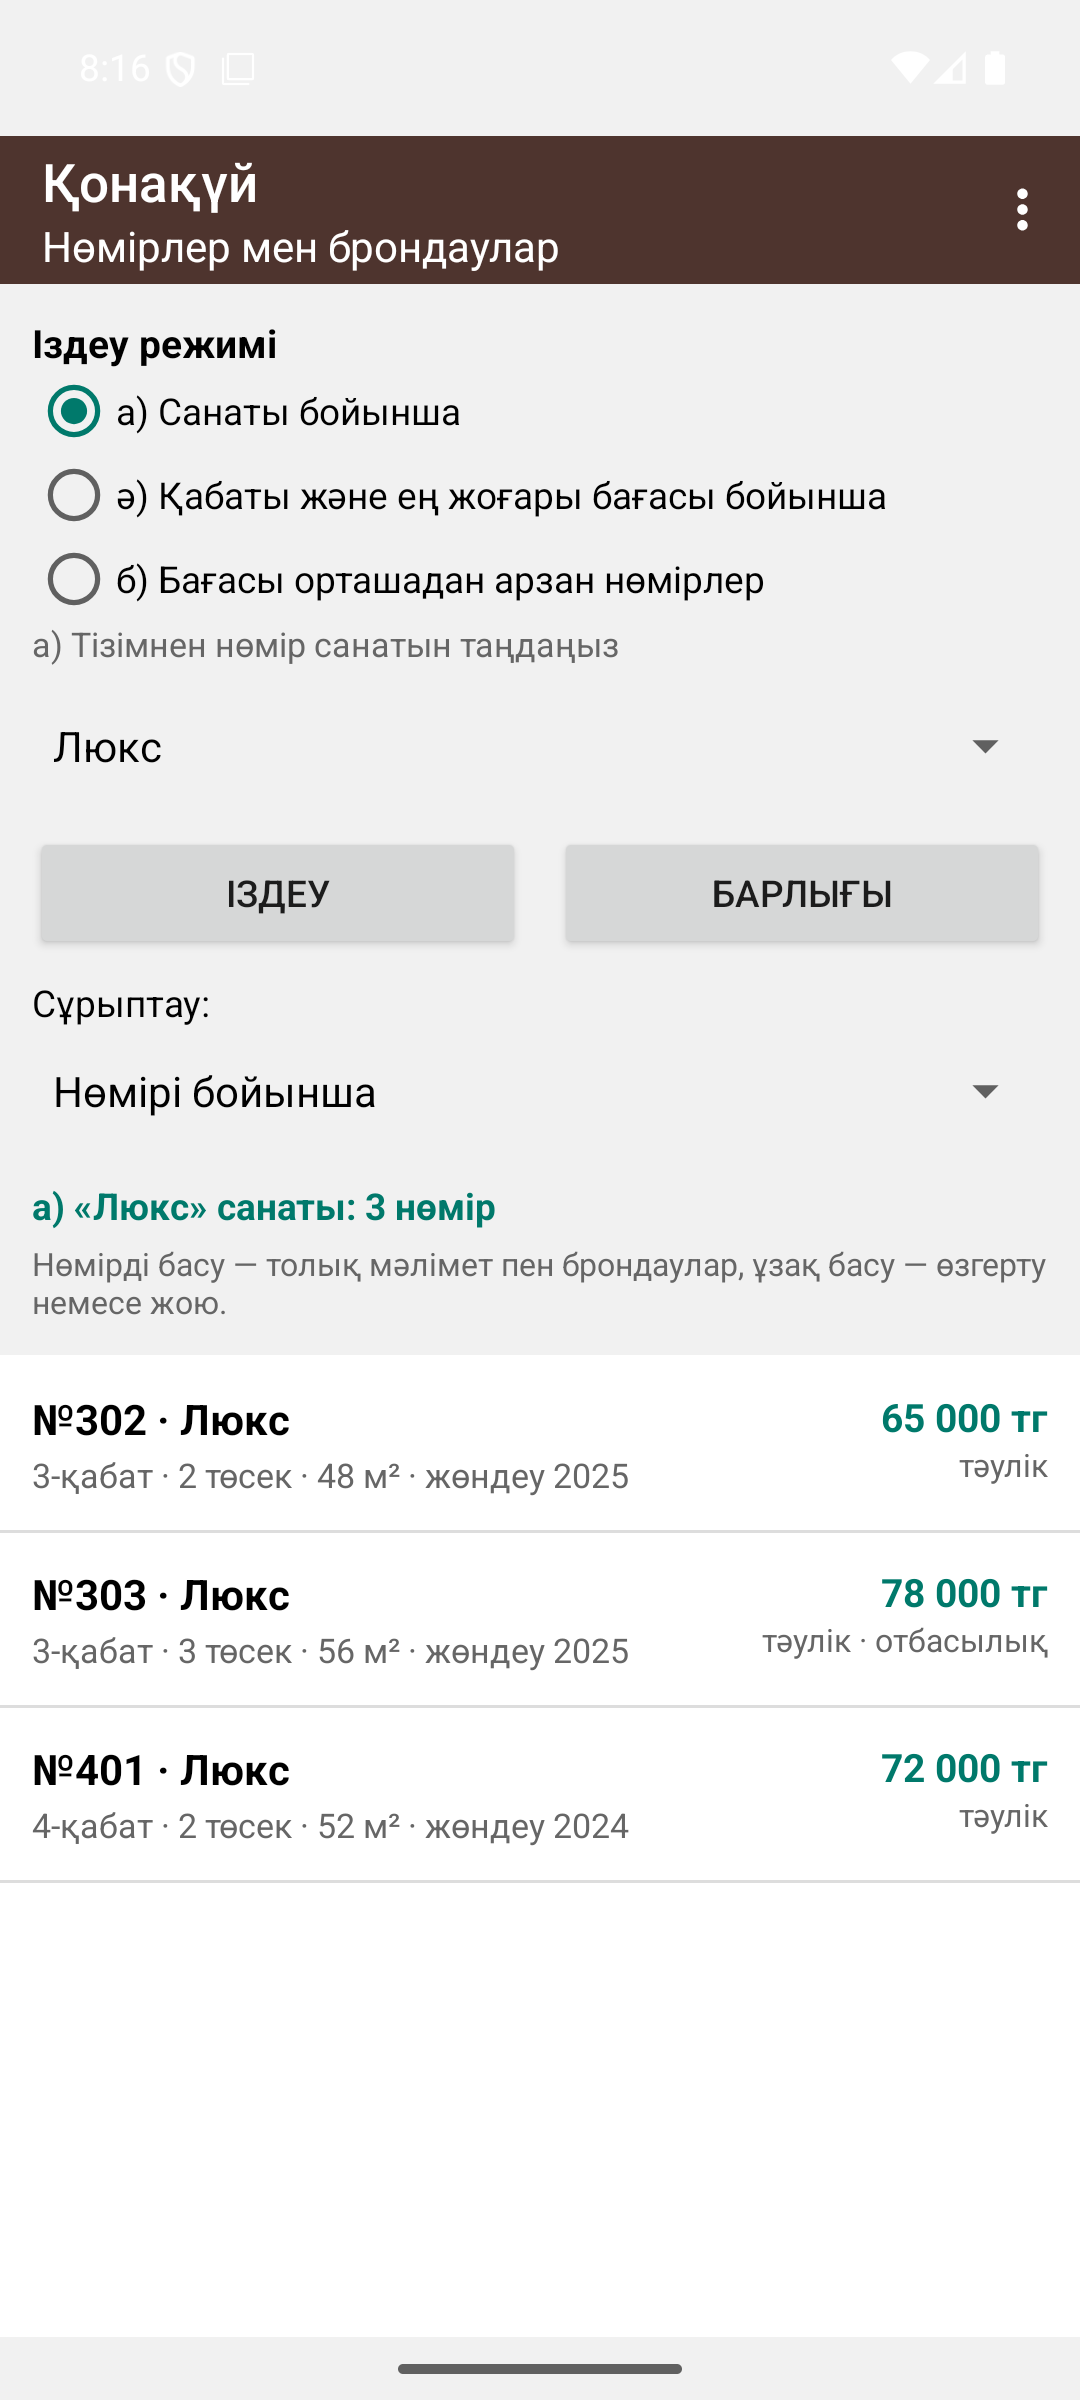 8:16
Қонақүй
Нөмірлер мен брондаулар
Іздеу режимі
а) Санаты бойынша
ә) Қабаты және ең жоғары бағасы бойынша
б) Бағасы орташадан арзан нөмірлер
а) Тізімнен нөмір санатын таңдаңыз
Люкс
ІЗДЕУ
БАРЛЫҒЫ
Сұрыптау:
Нөмірі бойынша
а) «Люкс» санаты: 3 нөмір
Нөмірді басу — толық мәлімет пен брондаулар, ұзақ басу — өзгерту
немесе жою.
№302 · Люкс
65 000 тг
3-қабат · 2 төсек · 48 м² · жөндеу 2025
тәулік
№303 · Люкс
78 000 тг
3-қабат · 3 төсек · 56 м² · жөндеу 2025
тәулік · отбасылық
№401 · Люкс
72 000 тг
4-қабат · 2 төсек · 52 м² · жөндеу 2024
тәулік